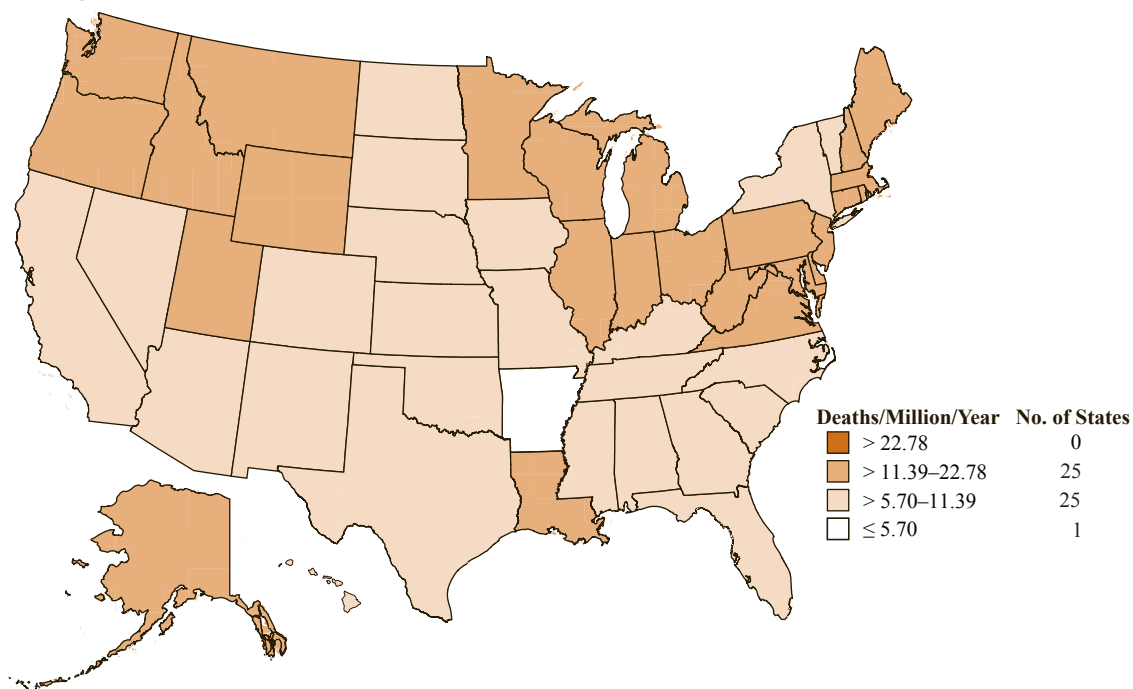 Deaths/Million/Year No. of States
> 22.78 0
> 11.39–22.78 25
> 5.70–11.39 25
≤ 5.70 1